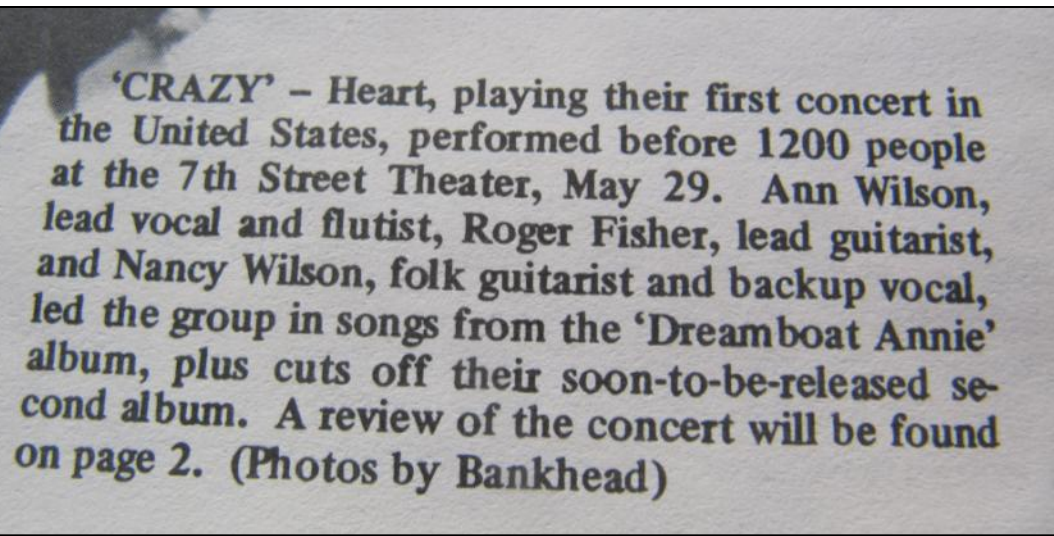 ‘CRAZY’ – Heart, playing their first concert in
the United States, performed before 1200 people
at the 7th Street Theater, May 29. Ann Wilson,
lead vocal and flutist, Roger Fisher, lead guitarist,
and Nancy Wilson, folk guitarist and backup vocal,
led the group in songs from the ‘Dreamboat Annie’
album, plus cuts off their soon-to-be-released se-
cond album. A review of the concert will be found
on page 2. (Photos by Bankhead)